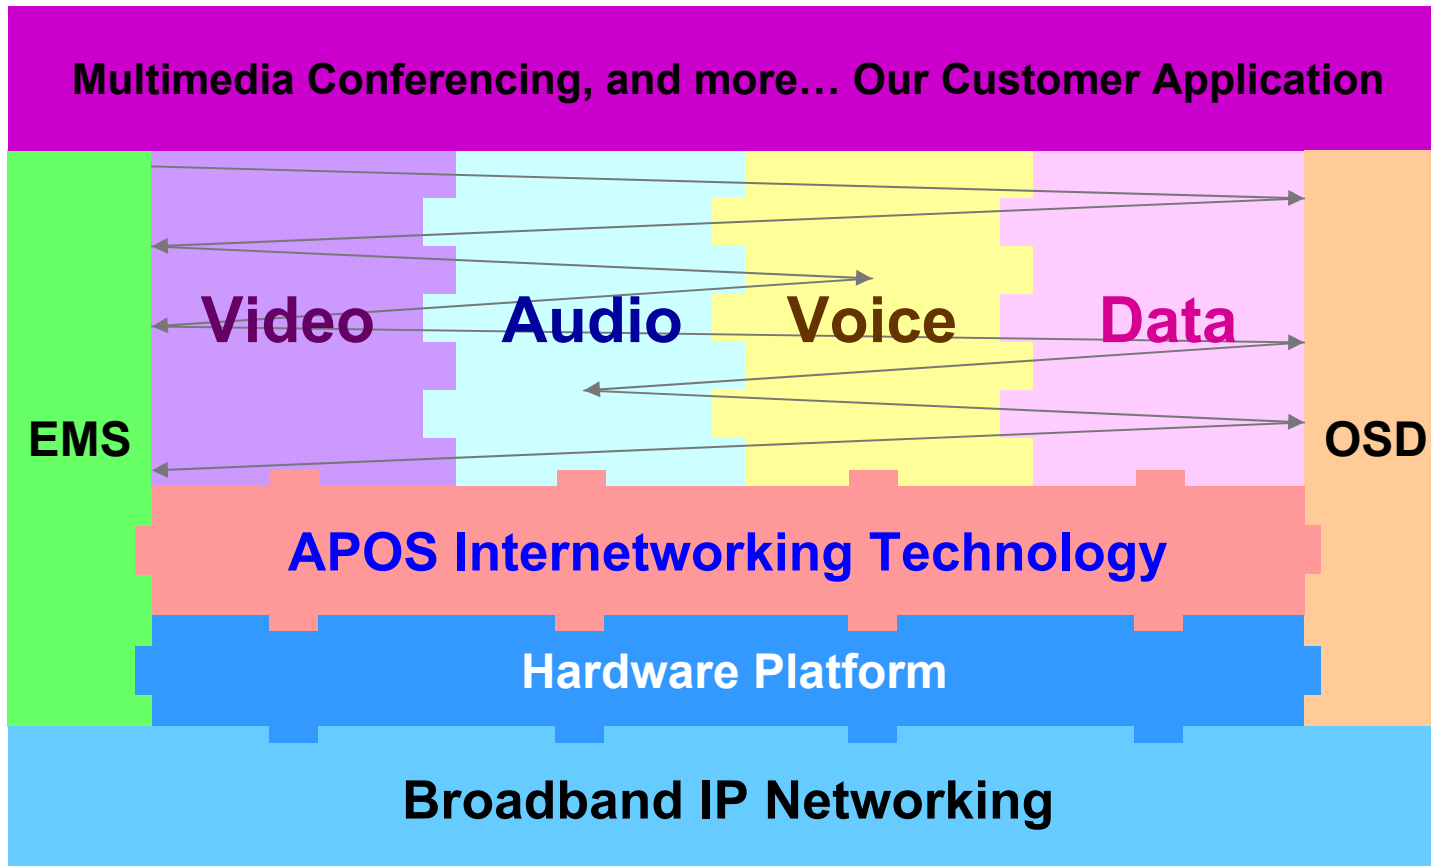 Multimedia Conferencing, and more… Our Customer Application
Video Audio Voice Data
EMS OSD
APOS Internetworking Technology
Hardware Platform
Broadband IP Networking